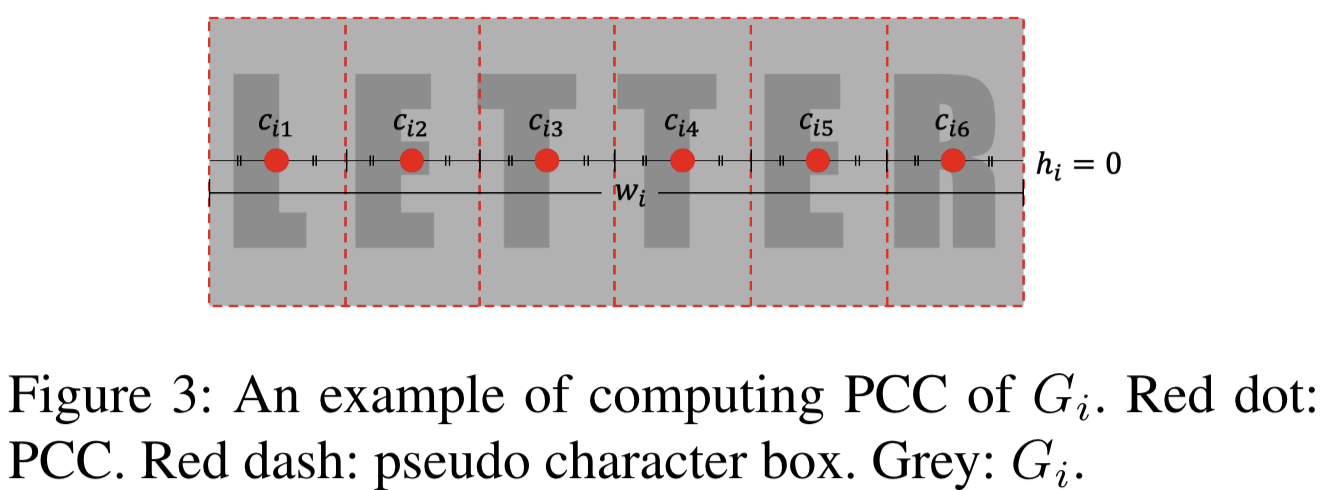 LETTER
c_{i1} c_{i2} c_{i3} c_{i4} c_{i5} c_{i6}
h_i = 0
w_i
Figure 3: An example of computing PCC of G_i. Red dot:
PCC. Red dash: pseudo character box. Grey: G_i.